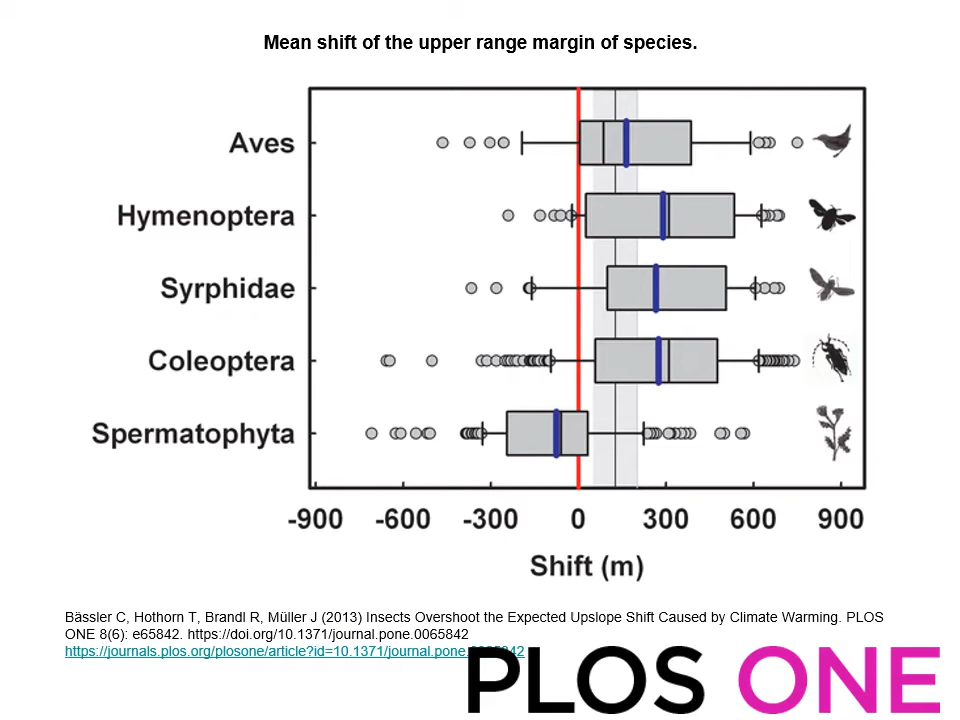 Mean shift of the upper range margin of species.
Aves
Hymenoptera
Syrphidae
Coleoptera
Spermatophyta
-900 -600 -300 0 300 600 900
Shift (m)
Bässler C, Hothorn T, Brandl R, Müller J (2013) Insects Overshoot the Expected Upslope Shift Caused by Climate Warming. PLOS
ONE 8(6): e65842. https://doi.org/10.1371/journal.pone.0065842
https://journals.plos.org/plosone/article?id=10.1371/journal.pone.0065842
PLOS ONE